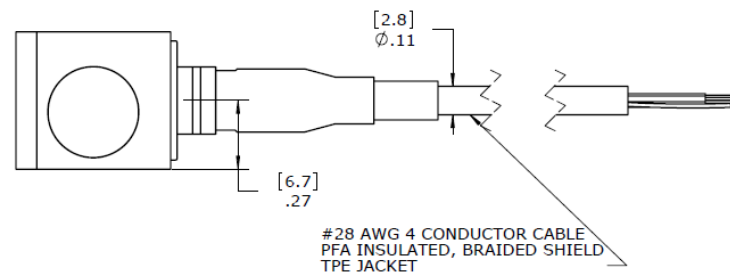 [2.8]
Ø.11
[6.7]
.27
#28 AWG 4 CONDUCTOR CABLE
PFA INSULATED, BRAIDED SHIELD
TPE JACKET